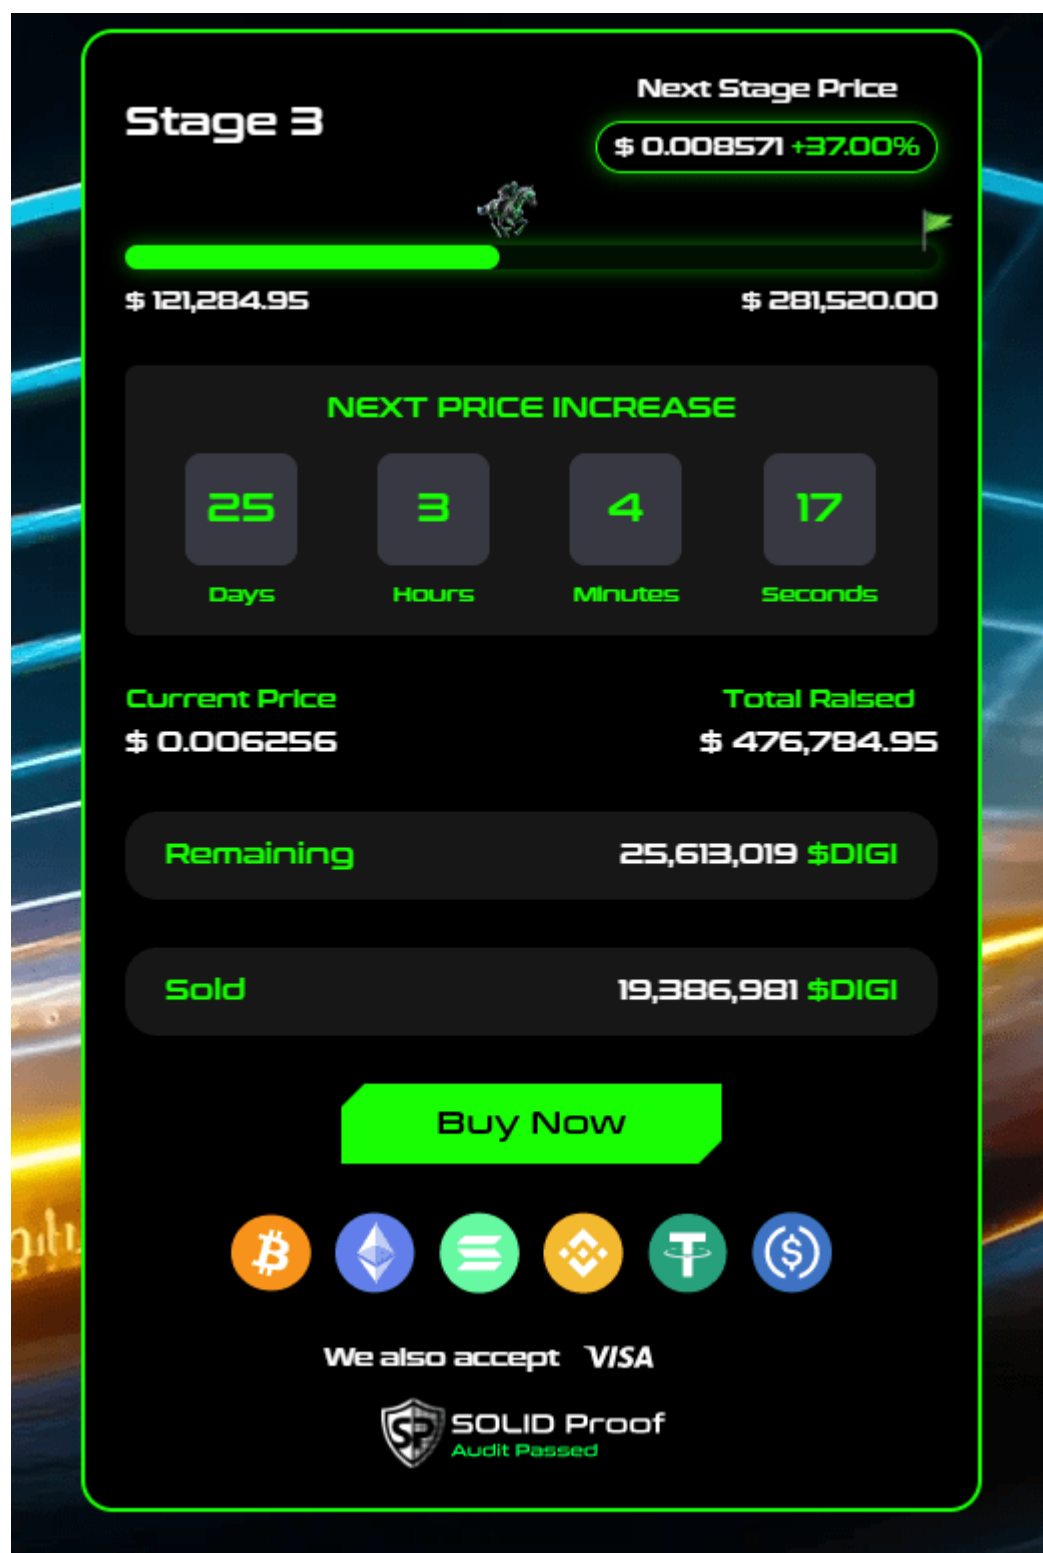 Stage 3
Next Stage Price
$ 0.008571 +37.00%
$ 121,284.95
$ 281,520.00
NEXT PRICE INCREASE
25 3 4 17
Days Hours Minutes Seconds
Current Price
$ 0.006256
Total Raised
$ 476,784.95
Remaining 25,613,019 $DIGI
Sold 19,386,981 $DIGI
Buy Now
We also accept VISA
SP SOLID Proof
Audit Passed